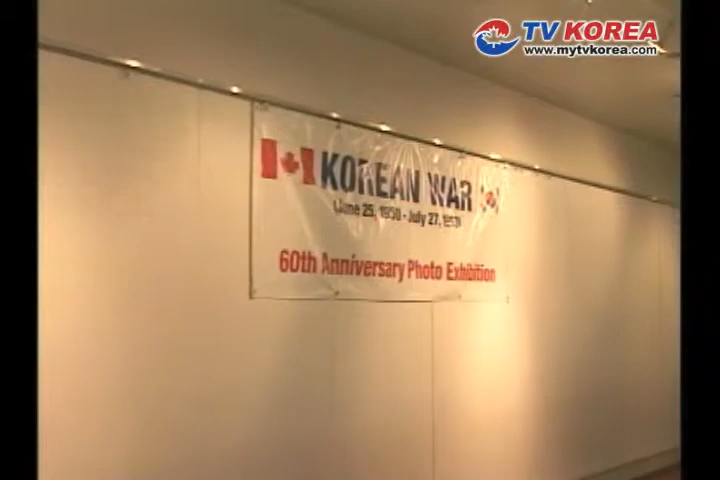 TV KOREA
www.mytvkorea.com
KOREAN WAR
(June 25, 1950 - July 27, 1953)
60th Anniversary Photo Exhibition